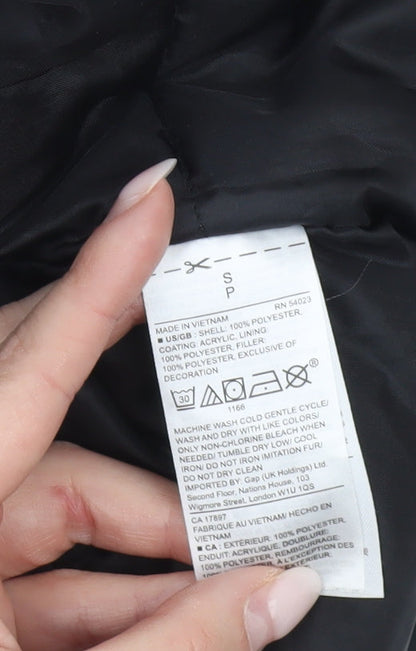 S
P
MADE IN VIETNAM RN 54023
■ US/GB : SHELL: 100% POLYESTER,
COATING: ACRYLIC, LINING:
100% POLYESTER, FILLER:
100% POLYESTER, EXCLUSIVE OF
DECORATION
30 ®
1166
MACHINE WASH COLD GENTLE CYCLE/
WASH AND DRY WITH LIKE COLORS/
ONLY NON-CHLORINE BLEACH WHEN
NEEDED/ TUMBLE DRY LOW/ COOL
IRON/ DO NOT IRON IMITATION FUR/
DO NOT DRY CLEAN
IMPORTED BY: Gap (UK Holdings) Ltd.
Second Floor, Nations House, 103
Wigmore Street, London W1U 1QS
CA 17897
FABRIQUE AU VIETNAM/ HECHO EN
VIETNAM
■ CA : EXTÉRIEUR: 100% POLYESTER,
ENDUIT: ACRYLIQUE, DOUBLURE:
100% POLYESTER, REMBOURRAGE